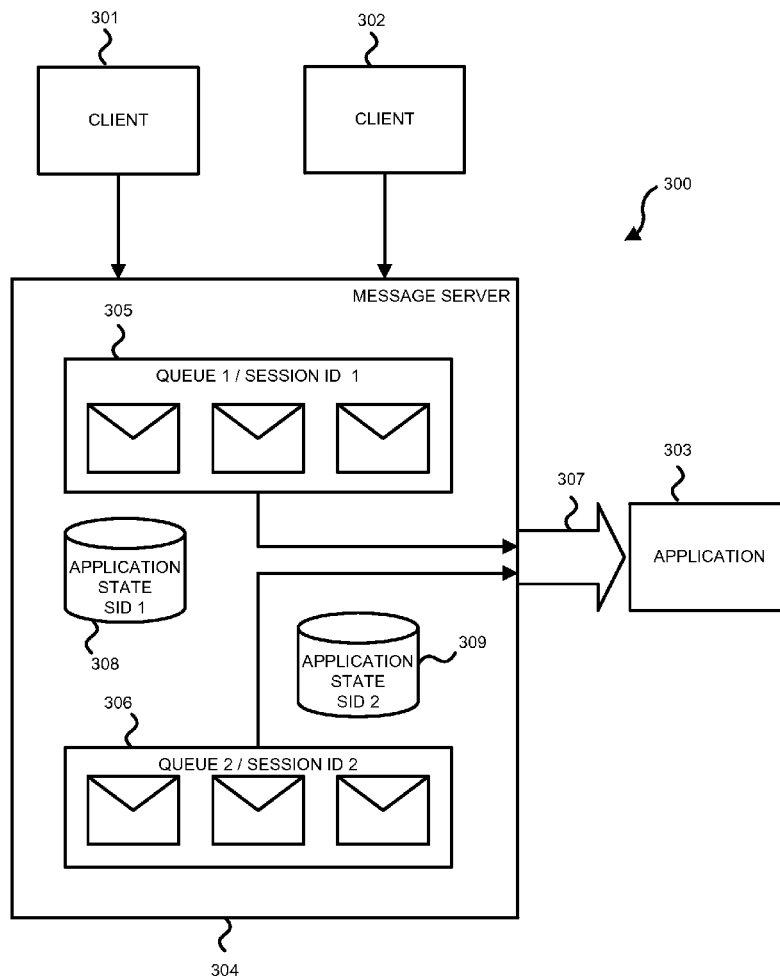 301
302
CLIENT
CLIENT
300
MESSAGE SERVER
305
QUEUE 1 / SESSION ID 1
307
303
APPLICATION
APPLICATION
STATE
SID 1
308
309
APPLICATION
STATE
SID 2
306
QUEUE 2 / SESSION ID 2
304